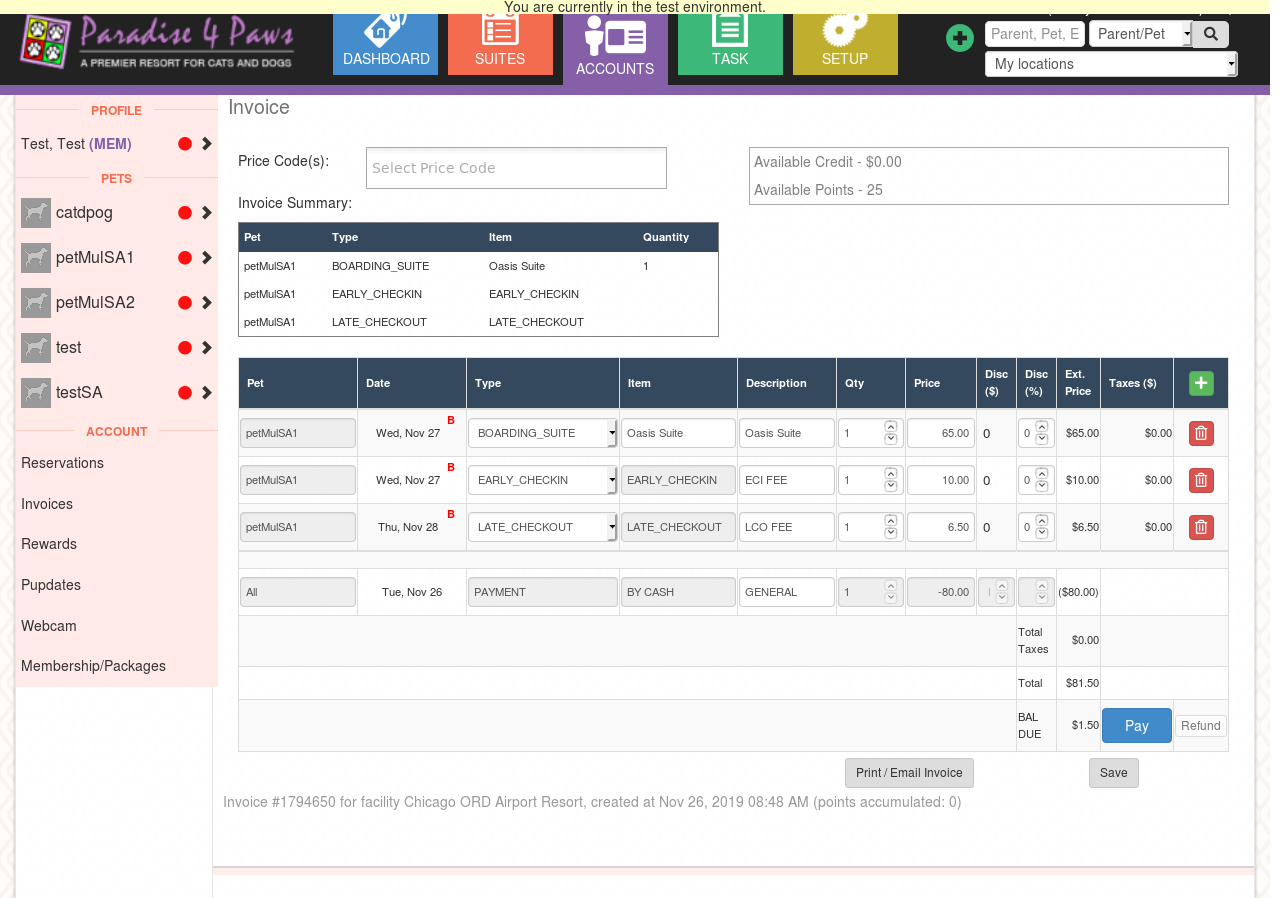 You are currently in the test environment.
Paradise 4 Paws
A PREMIER RESORT FOR CATS AND DOGS
DASHBOARD
SUITES
ACCOUNTS
TASK
SETUP
Parent, Pet, E
Parent/Pet
My locations
PROFILE
Test, Test (MEM)
PETS
catdpog
petMulSA1
petMulSA2
test
testSA
ACCOUNT
Reservations
Invoices
Rewards
Pupdates
Webcam
Membership/Packages
Invoice
Price Code(s):
Select Price Code
Available Credit - $0.00
Available Points - 25
Invoice Summary:
Pet Type Item Quantity
petMulSA1 BOARDING_SUITE Oasis Suite 1
petMulSA1 EARLY_CHECKIN EARLY_CHECKIN
petMulSA1 LATE_CHECKOUT LATE_CHECKOUT
Pet Date Type Item Description Qty Price Disc ($) Disc (%) Ext. Price Taxes ($)
petMulSA1 Wed, Nov 27 B BOARDING_SUITE Oasis Suite Oasis Suite 1 65.00 0 0 $65.00 $0.00
petMulSA1 Wed, Nov 27 B EARLY_CHECKIN EARLY_CHECKIN ECI FEE 1 10.00 0 0 $10.00 $0.00
petMulSA1 Thu, Nov 28 B LATE_CHECKOUT LATE_CHECKOUT LCO FEE 1 6.50 0 0 $6.50 $0.00
All Tue, Nov 26 PAYMENT BY CASH GENERAL 1 -80.00 ($80.00)
Total Taxes $0.00
Total $81.50
BAL DUE $1.50 Pay Refund
Print / Email Invoice Save
Invoice #1794650 for facility Chicago ORD Airport Resort, created at Nov 26, 2019 08:48 AM (points accumulated: 0)